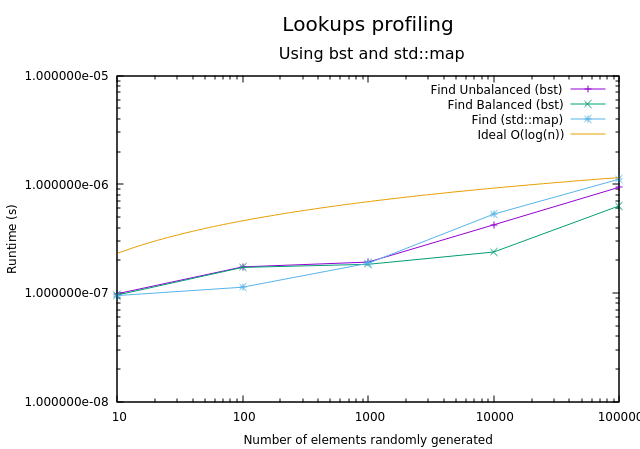 Lookups profiling
Using bst and std::map
1.000000e-05
1.000000e-06
1.000000e-07
1.000000e-08
Runtime (s)
Find Unbalanced (bst)
Find Balanced (bst)
Find (std::map)
Ideal O(log(n))
10 100 1000 10000 100000
Number of elements randomly generated